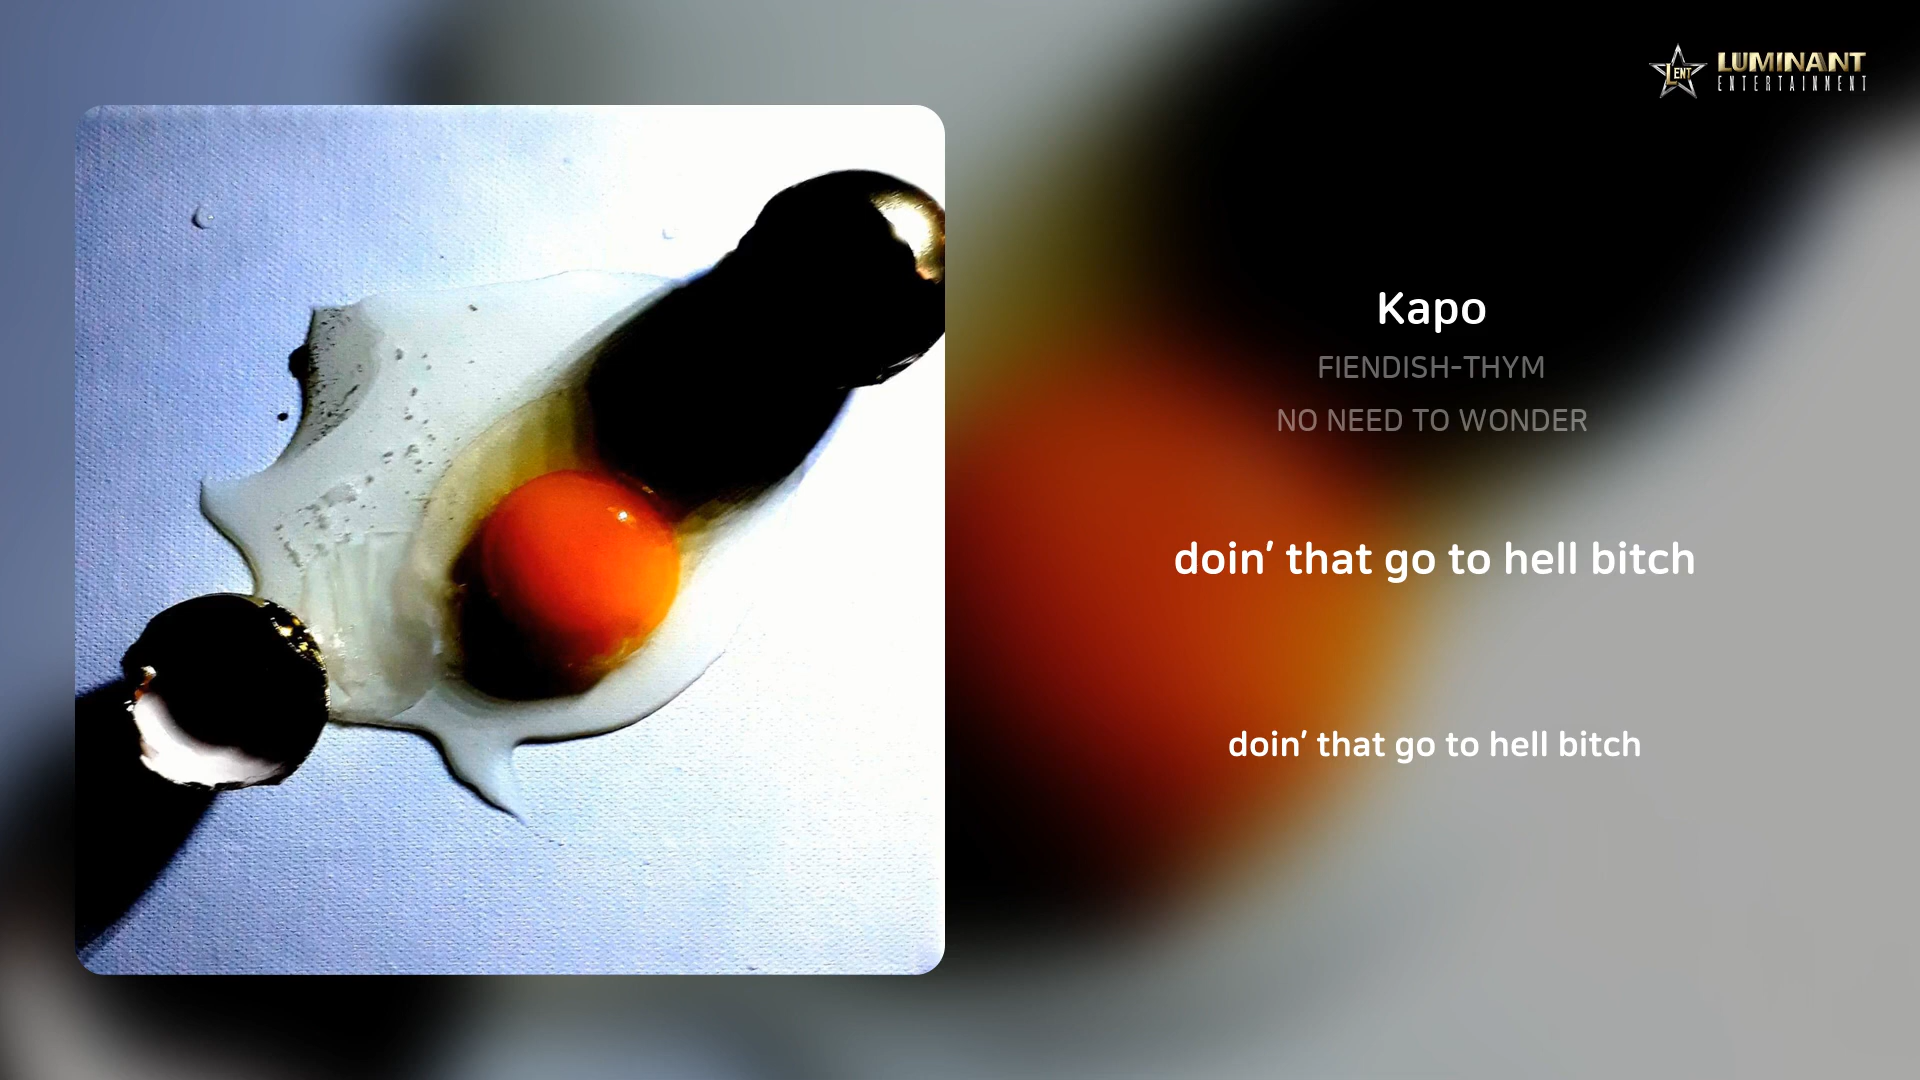 LENT
LUMINANT
ENTERTAINMENT
Kapo
FIENDISH-THYM
NO NEED TO WONDER
doin’ that go to hell bitch
doin’ that go to hell bitch